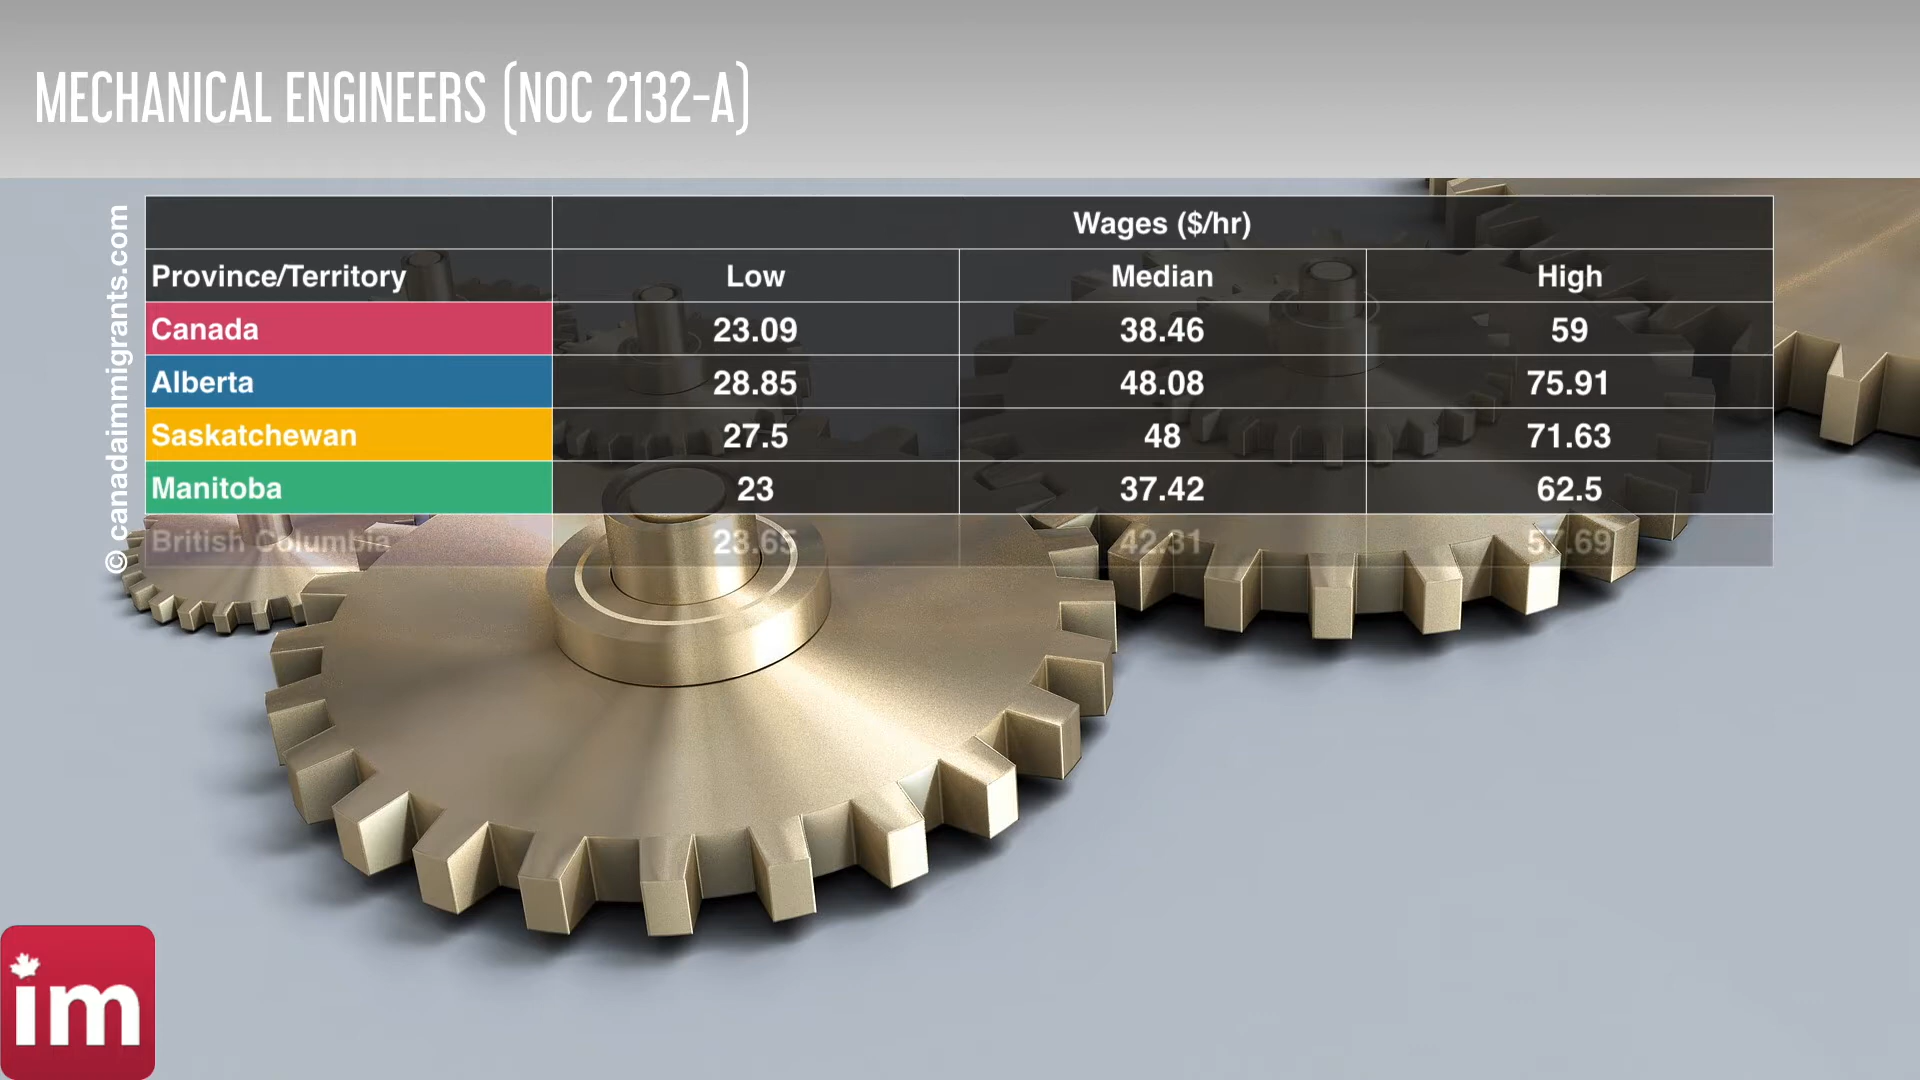 MECHANICAL ENGINEERS (NOC 2132-A)
© canadaimmigrants.com
Wages ($/hr)
Province/Territory Low Median High
Canada 23.09 38.46 59
Alberta 28.85 48.08 75.91
Saskatchewan 27.5 48 71.63
Manitoba 23 37.42 62.5
British Columbia 23.65 42.31 57.69
im